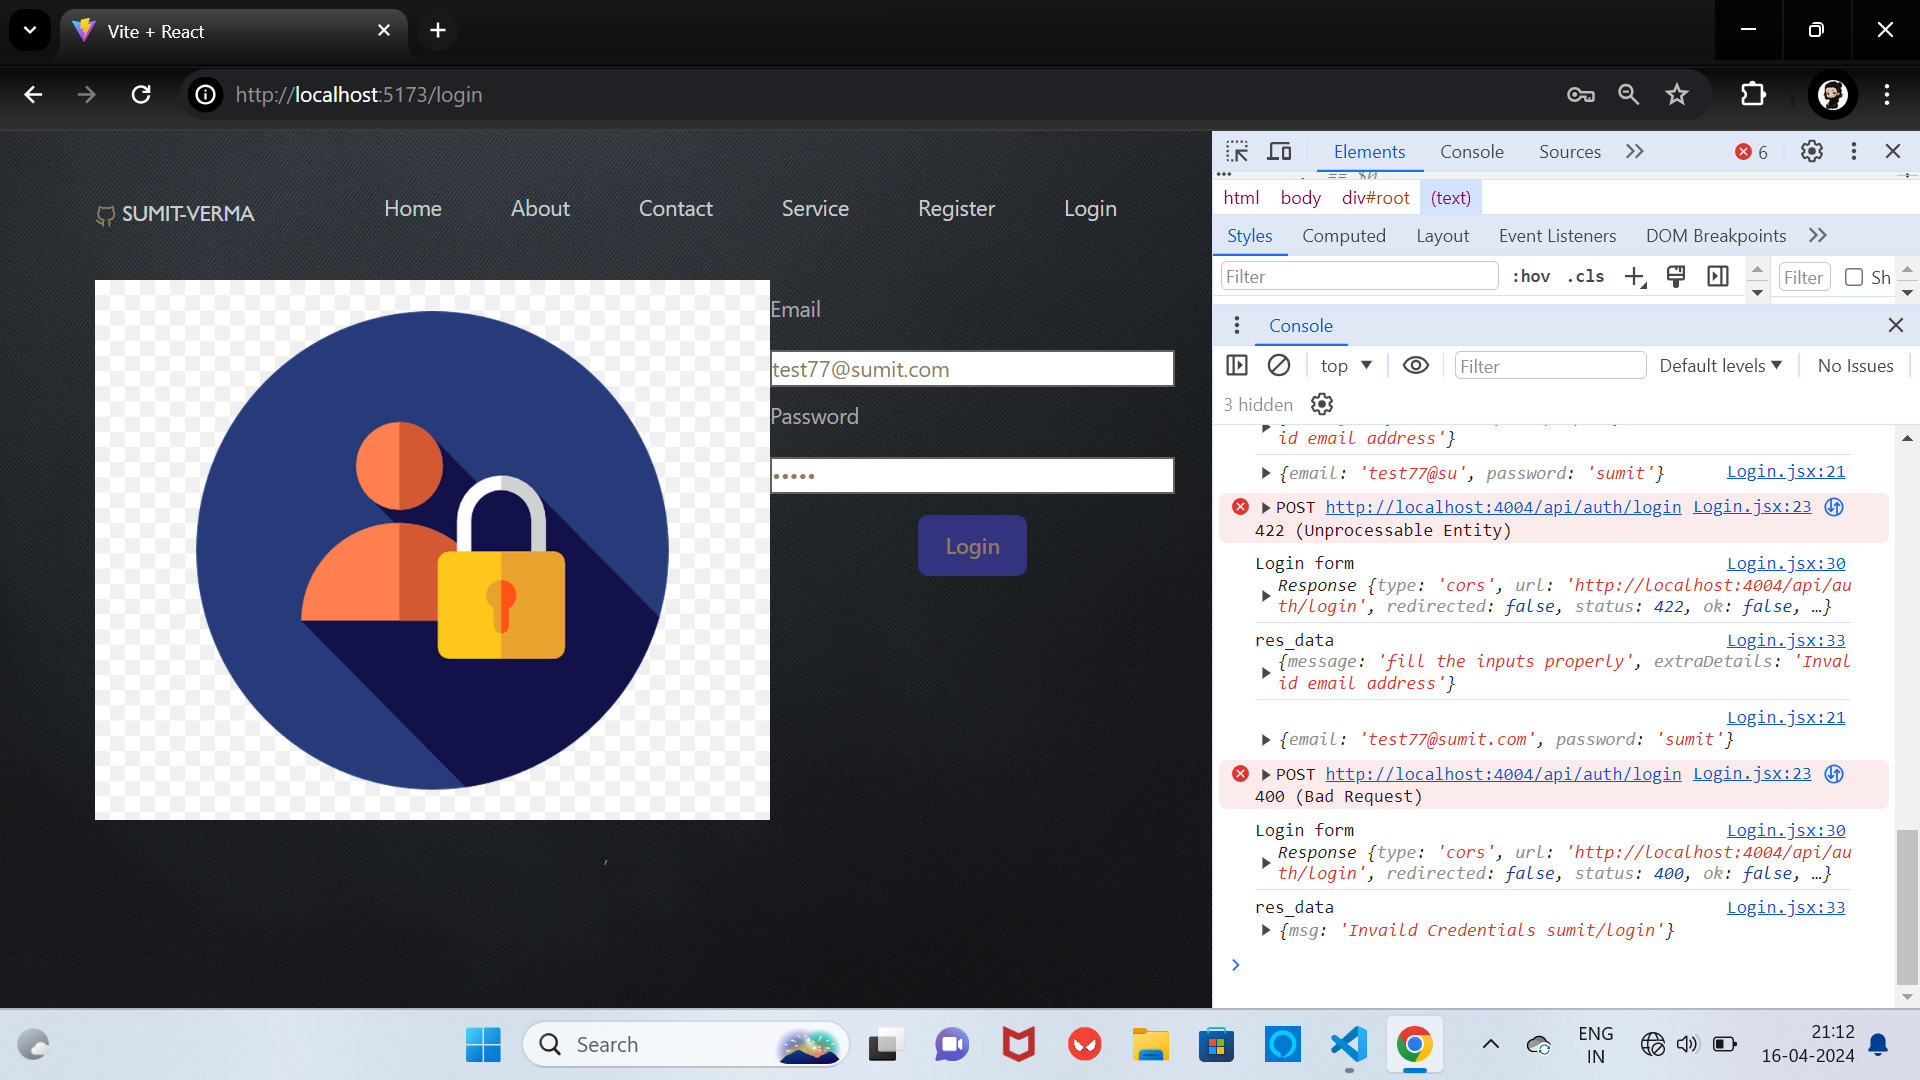 Vite + React
http://localhost:5173/login
SUMIT-VERMA
Home
About
Contact
Service
Register
Login
Email
test77@sumit.com
Password
•••••
Login
,
Elements
Console
Sources
6
== $0
html
body
div#root
(text)
Styles
Computed
Layout
Event Listeners
DOM Breakpoints
Filter
:hov
.cls
Filter
Sh
Console
top
Filter
Default levels
No Issues
3 hidden
id email address'}
{email: 'test77@su', password: 'sumit'}
Login.jsx:21
POST http://localhost:4004/api/auth/login
Login.jsx:23
422 (Unprocessable Entity)
Login form
Login.jsx:30
Response {type: 'cors', url: 'http://localhost:4004/api/au
th/login', redirected: false, status: 422, ok: false, …}
res_data
Login.jsx:33
{message: 'fill the inputs properly', extraDetails: 'Inval
id email address'}
Login.jsx:21
{email: 'test77@sumit.com', password: 'sumit'}
POST http://localhost:4004/api/auth/login
Login.jsx:23
400 (Bad Request)
Login form
Login.jsx:30
Response {type: 'cors', url: 'http://localhost:4004/api/au
th/login', redirected: false, status: 400, ok: false, …}
res_data
Login.jsx:33
{msg: 'Invaild Credentials sumit/login'}
Search
ENG
IN
21:12
16-04-2024